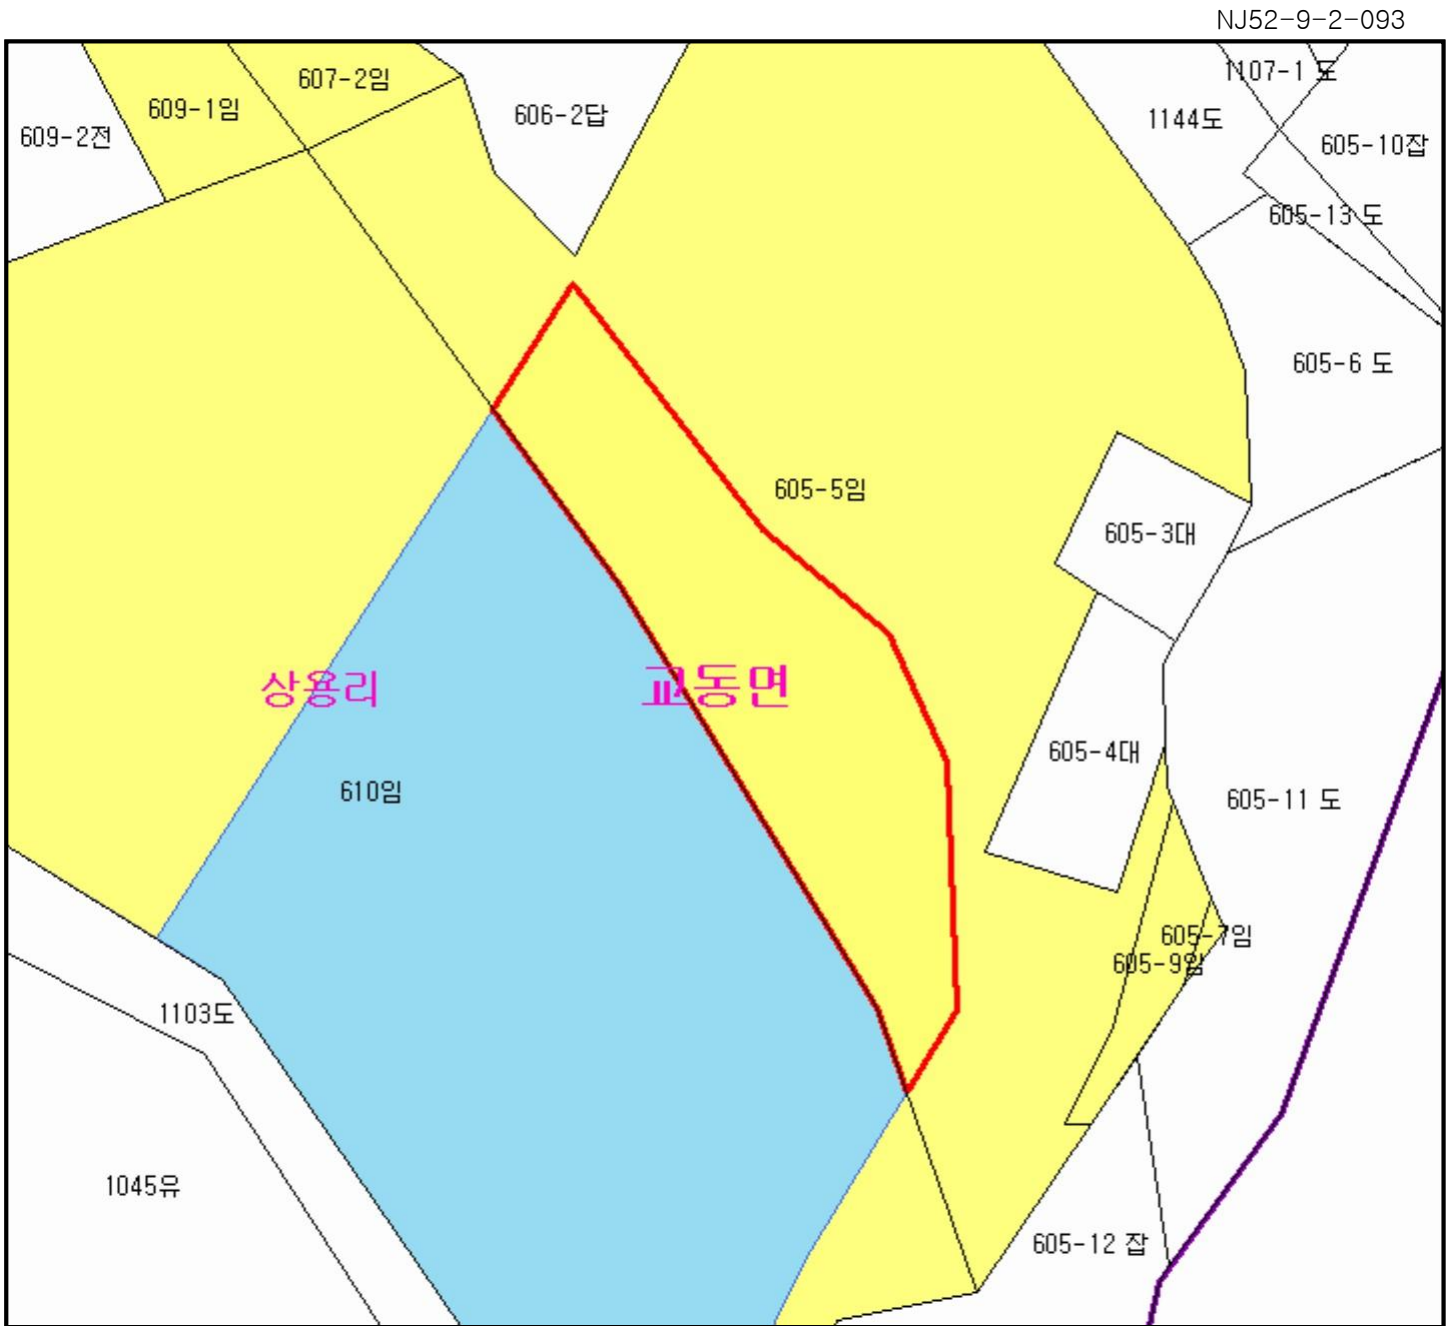 NJ52-9-2-093
1107-1 도
607-2임
609-1임
606-2답
1144도
609-2전
605-10잡
605-13 도
605-6 도
605-5임
605-3대
상용리
교동면
605-4대
610임
605-11 도
605-7임
605-9임
1103도
1045유
605-12 잡